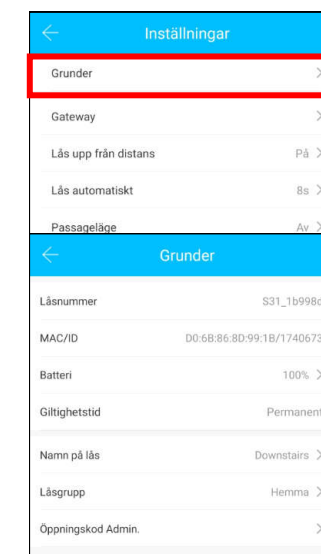 Inställningar
Grunder
Gateway
Lås upp från distans På
Lås automatiskt 8s
Passageläge Av
Grunder
Låsnummer S31_1b998d
MAC/ID D0:6B:86:8D:99:1B/1740673
Batteri 100%
Giltighetstid Permanent
Namn på lås Downstairs
Låsgrupp Hemma
Öppningskod Admin.